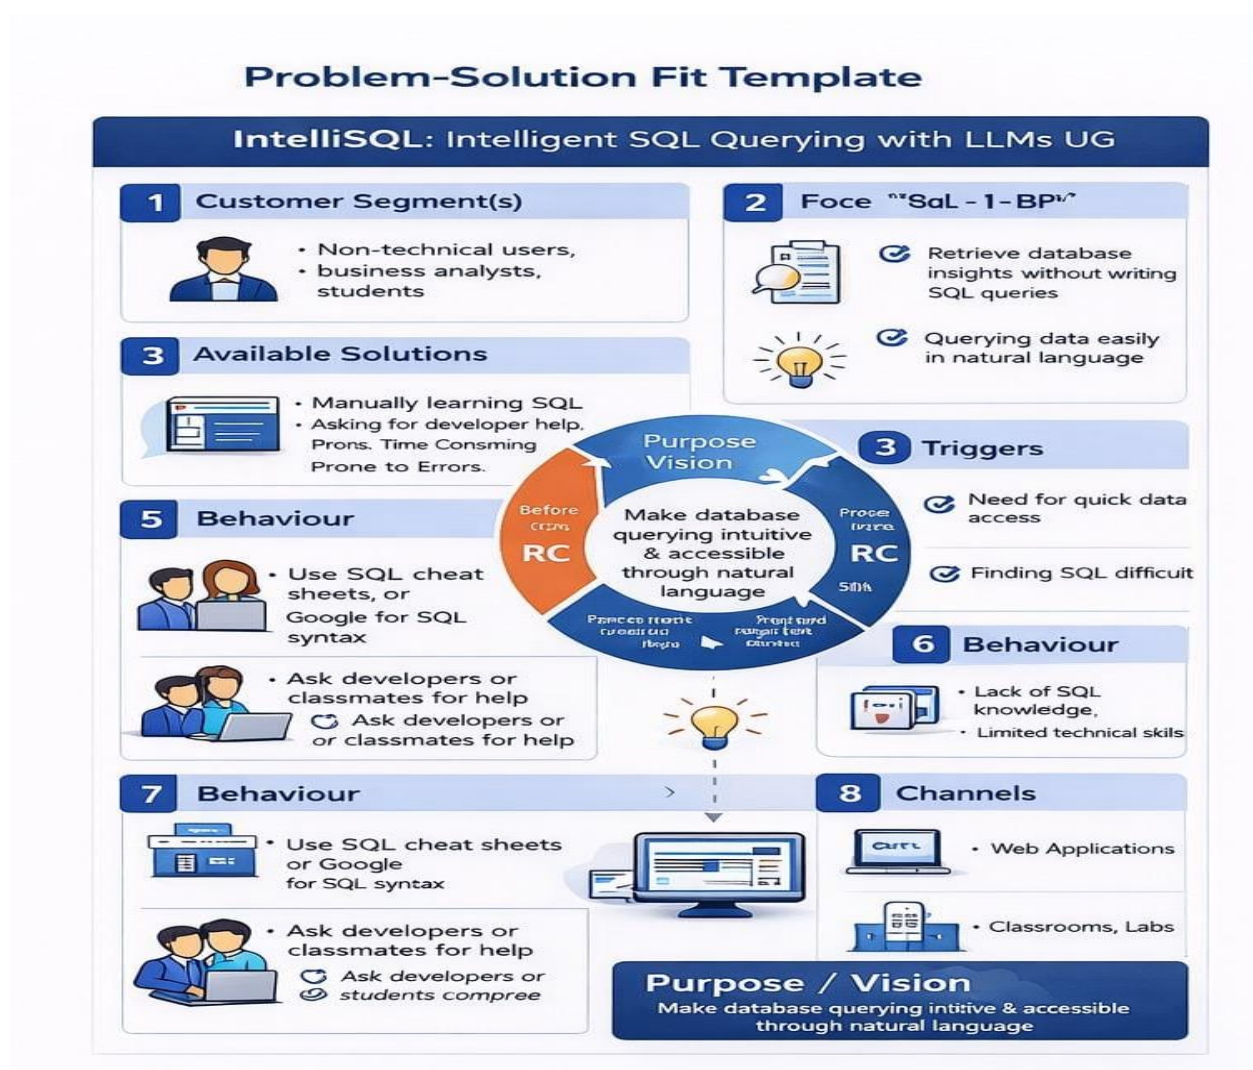 Problem-Solution Fit Template
IntelliSQL: Intelligent SQL Querying with LLMs UG
1 Customer Segment(s)
• Non-technical users,
• business analysts,
students
2 Foce "SqL-1-BP"
Retrieve database
insights without writing
SQL queries
Querying data easily
in natural language
3 Available Solutions
• Manually learning SQL
• Asking for developer help,
Prons. Time Consming
Prone to Errors.
Purpose
Vision
Before
RC
Make database
querying intuitive
& accessible
through natural
language
RC
3 Triggers
Need for quick data
access
Finding SQL difficuit
5 Behaviour
• Use SQL cheat
sheets, or
Google for SQL
syntax
• Ask developers or
classmates for help
Ask developers or
or classmates for help
6 Behaviour
• Lack of SQL
knowledge,
• Limited technical skils
7 Behaviour
• Use SQL cheat sheets
or Google
for SQL syntax
• Ask developers or
classmates for help
Ask developers or
students compree
8 Channels
• Web Applications
• Classrooms, Labs
Purpose / Vision
Make database querying intitive & accessible
through natural language